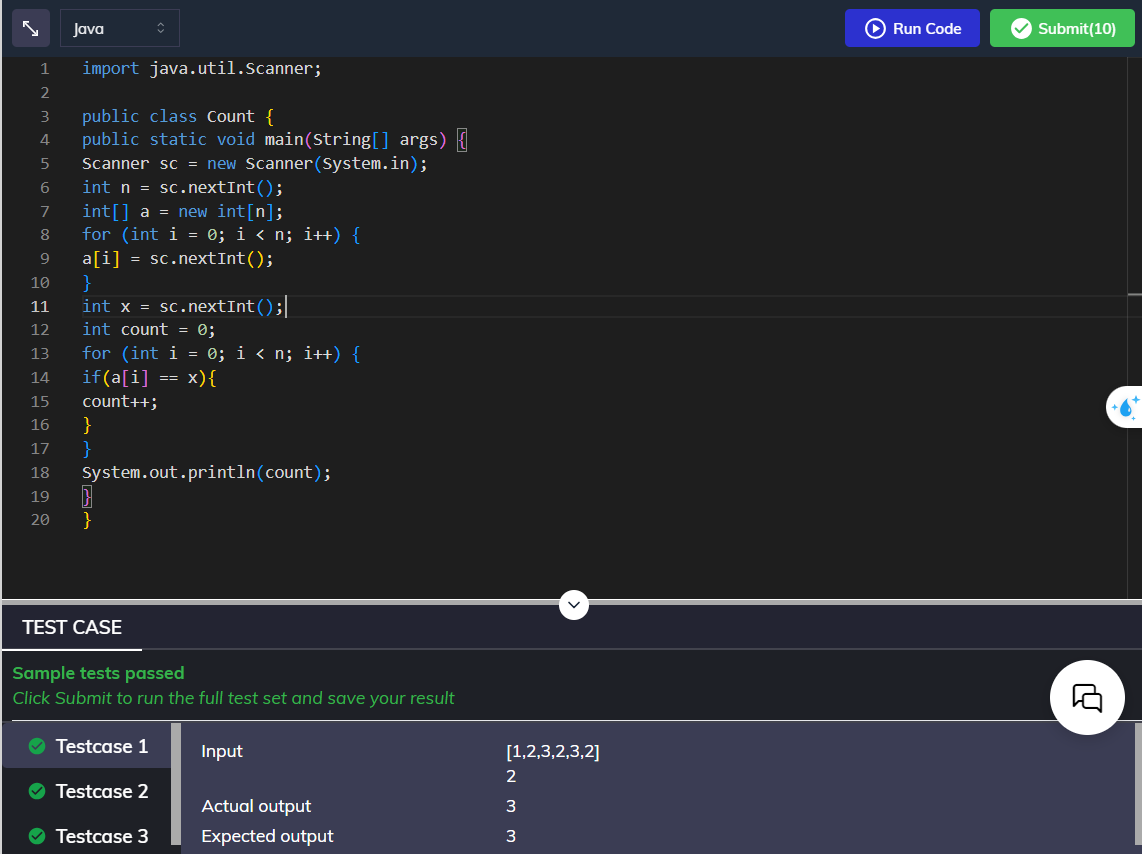 Java
Run Code
Submit(10)
1 import java.util.Scanner;
2
3 public class Count {
4 public static void main(String[] args) {
5 Scanner sc = new Scanner(System.in);
6 int n = sc.nextInt();
7 int[] a = new int[n];
8 for (int i = 0; i < n; i++) {
9 a[i] = sc.nextInt();
10 }
11 int x = sc.nextInt();
12 int count = 0;
13 for (int i = 0; i < n; i++) {
14 if(a[i] == x){
15 count++;
16 }
17 }
18 System.out.println(count);
19 }
20 }
TEST CASE
Sample tests passed
Click Submit to run the full test set and save your result
Testcase 1
Testcase 2
Testcase 3
Input [1,2,3,2,3,2]
2
Actual output 3
Expected output 3